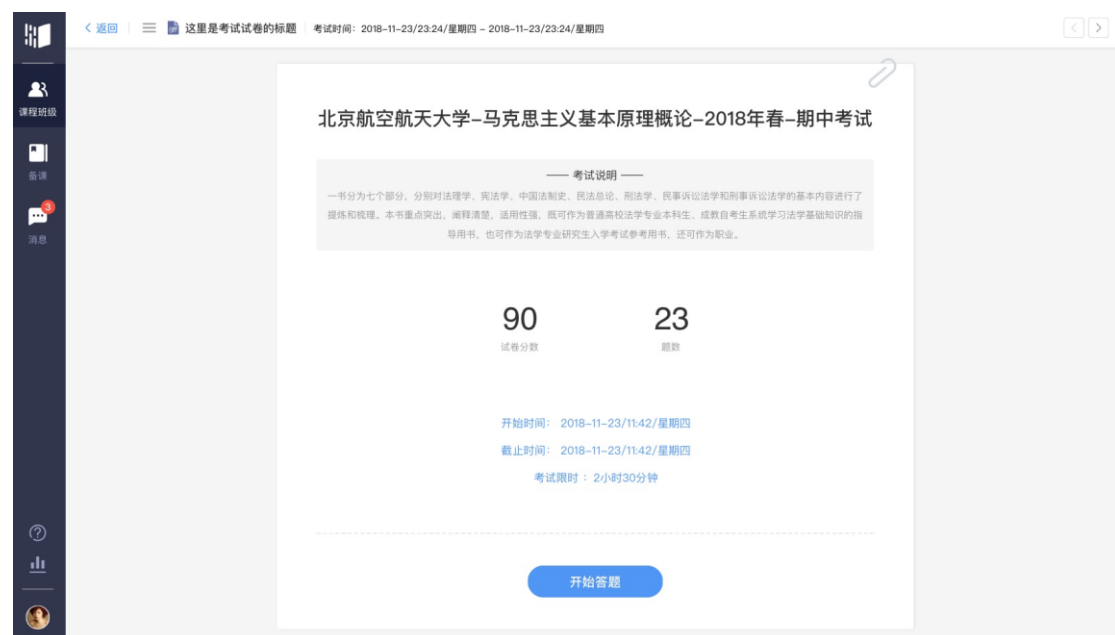 < 返回
这里是考试试卷的标题
考试时间：2018-11-23/23:24/星期四 - 2018-11-23/23:24/星期四
课程班级
备课
3
消息
北京航空航天大学-马克思主义基本原理概论-2018年春-期中考试
—— 考试说明 ——
一书分为七个部分，分别对法理学、宪法学、中国法制史、民法总论、刑法学、民事诉讼法学和刑事诉讼法学的基本内容进行了
提炼和梳理。本书重点突出，阐释清楚，适用性强，既可作为普通高校法学专业本科生、成教自考生系统学习法学基础知识的指
导用书，也可作为法学专业研究生入学考试参考用书，还可作为职业。
90
23
试卷分数
题数
开始时间： 2018-11-23/11:42/星期四
截止时间： 2018-11-23/11:42/星期四
考试限时 ：2小时30分钟
开始答题